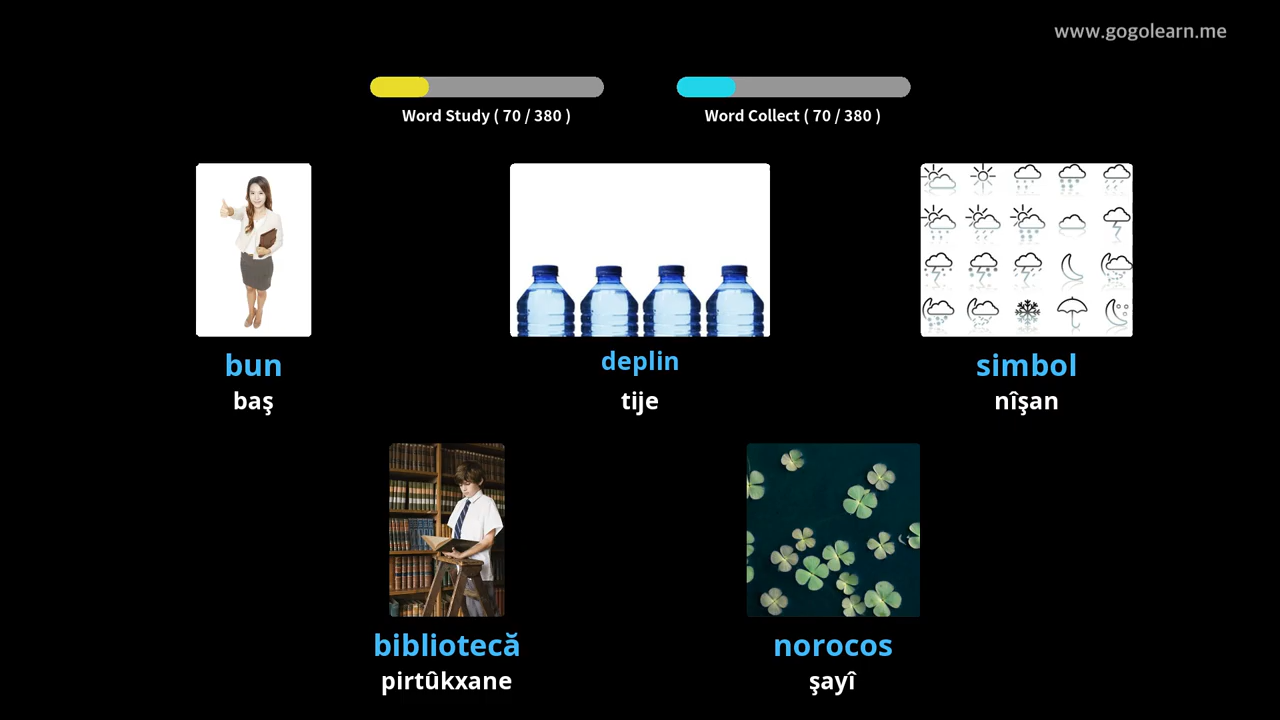 www.gogolearn.me
Word Study ( 70 / 380 )
Word Collect ( 70 / 380 )
bun
baş
deplin
tije
simbol
nîşan
bibliotecă
pirtûkxane
norocos
şayî